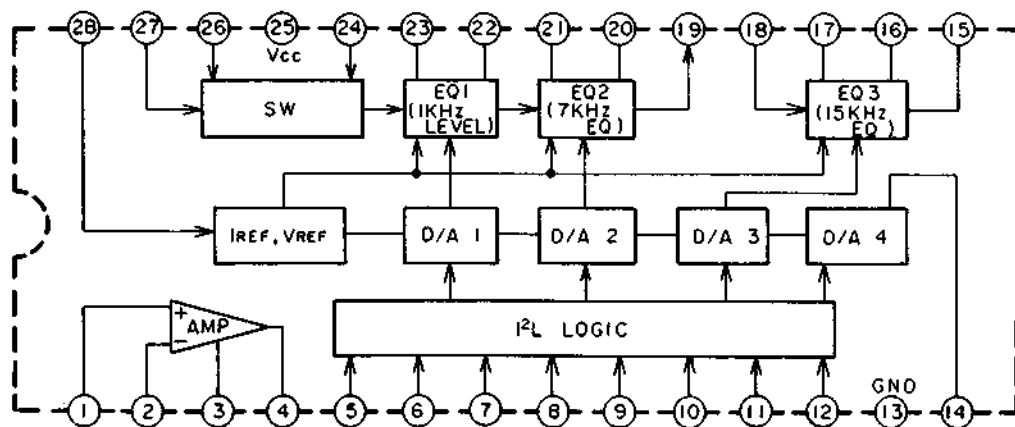 28 27 26 25 24 23 22 21 20 19 18 17 16 15
Vcc
SW
EQ1
(1KHz
LEVEL)
EQ2
(7KHz
EQ)
EQ3
(15KHz
EQ)
IREF, VREF
D/A 1
D/A 2
D/A 3
D/A 4
+
AMP
−
I²L LOGIC
GND
1 2 3 4 5 6 7 8 9 10 11 12 13 14